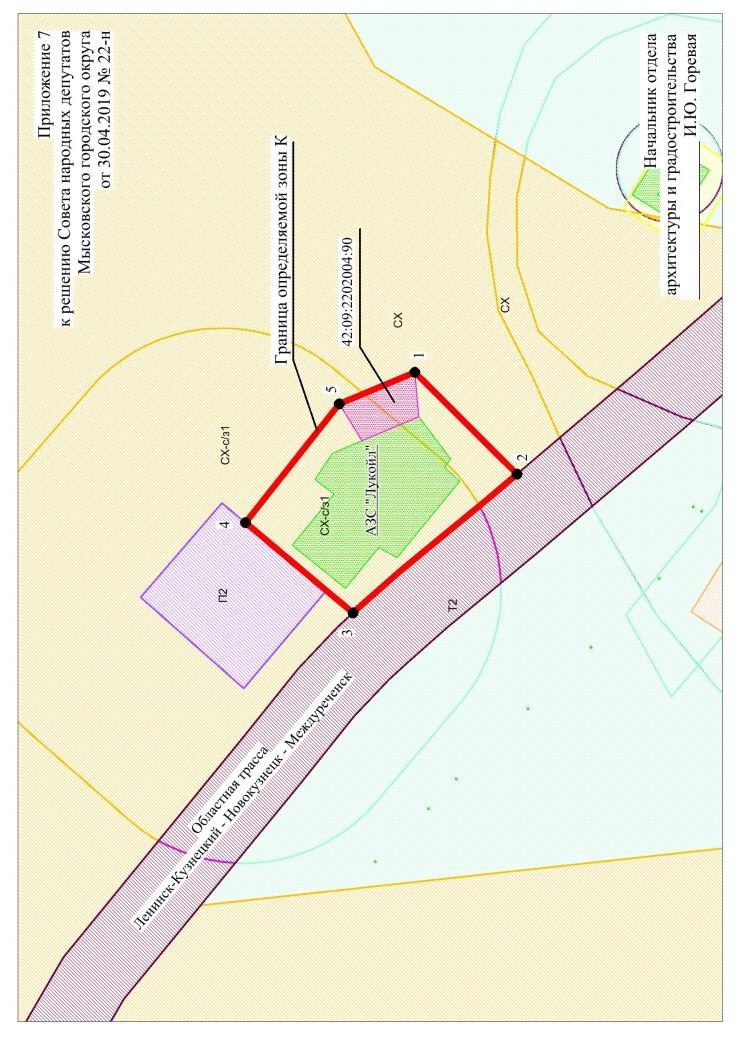 Приложение 7
к решению Совета народных депутатов
Мысковского городского округа
от 30.04.2019 № 22-н
Граница определяемой зоны К
42:09:2202004:90
СХ
СХ
СХ-с/з1
СХ-с/з1
АЗС "Лукойл"
П2
Т2
1
2
3
4
5
Областная трасса
Ленинск-Кузнецкий - Новокузнецк - Междуреченск
Начальник отдела
архитектуры и градостроительства
И.Ю. Горевая